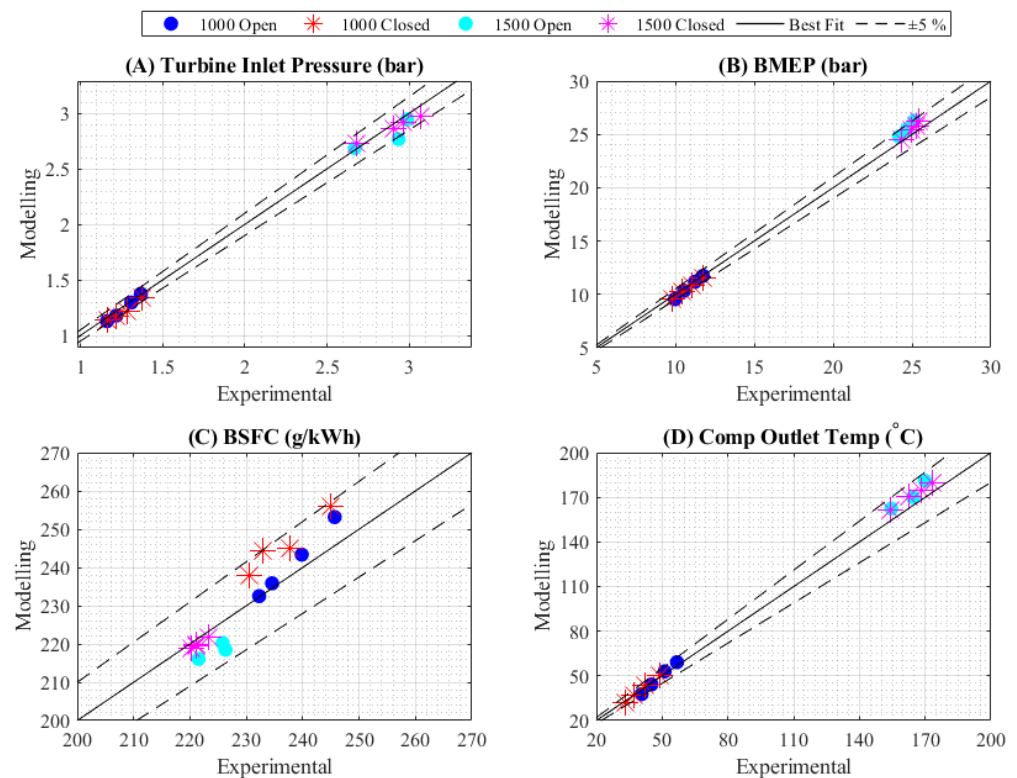 1000 Open 1000 Closed 1500 Open 1500 Closed Best Fit ±5 %
(A) Turbine Inlet Pressure (bar)
3
2.5
2
1.5
1
1 1.5 2 2.5 3
Modelling
Experimental
(B) BMEP (bar)
30
25
20
15
10
5
5 10 15 20 25 30
Modelling
Experimental
(C) BSFC (g/kWh)
270
260
250
240
230
220
210
200
200 210 220 230 240 250 260 270
Modelling
Experimental
(D) Comp Outlet Temp (°C)
200
170
140
110
80
50
20
20 50 80 110 140 170 200
Modelling
Experimental